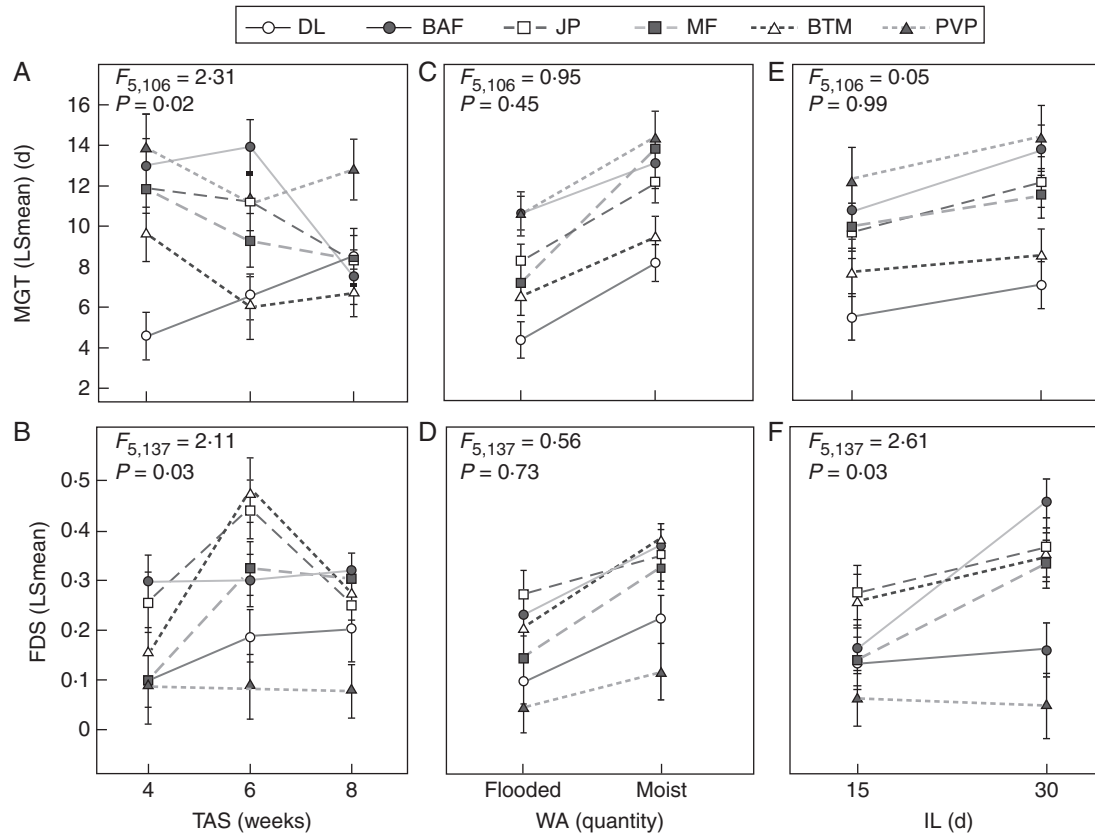 DL BAF JP MF BTM PVP
A
F5,106 = 2·31
P = 0·02
C
F5,106 = 0·95
P = 0·45
E
F5,106 = 0·05
P = 0·99
MGT (LSmean) (d)
16
14
12
10
8
6
4
2
B
F5,137 = 2·11
P = 0·03
D
F5,137 = 0·56
P = 0·73
F
F5,137 = 2·61
P = 0·03
FDS (LSmean)
0·5
0·4
0·3
0·2
0·1
0
4 6 8
Flooded Moist
15 30
TAS (weeks)
WA (quantity)
IL (d)